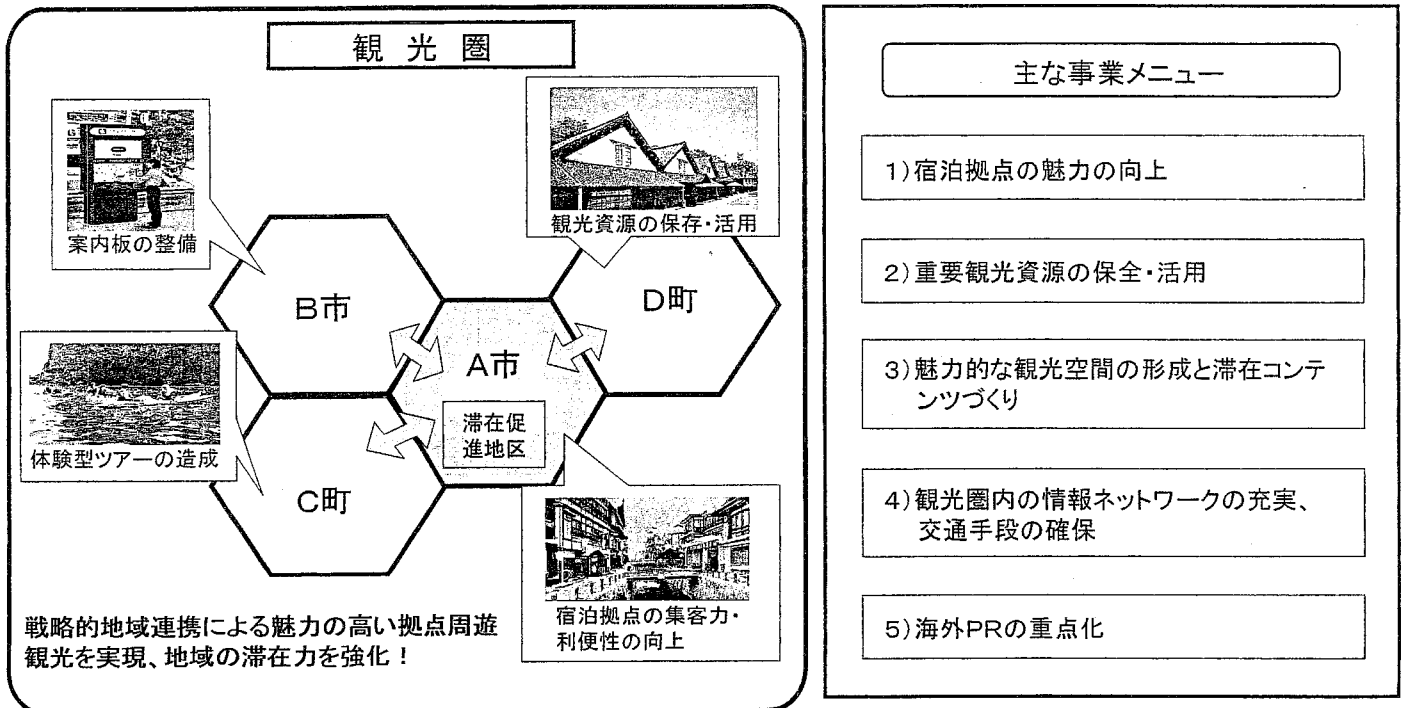 観光圏
案内板の整備
観光資源の保存・活用
B市
D町
A市
体験型ツアーの造成
滞在促
進地区
C町
宿泊拠点の集客力・
利便性の向上
戦略的地域連携による魅力の高い拠点周遊
観光を実現、地域の滞在力を強化！
主な事業メニュー
1)宿泊拠点の魅力の向上
2)重要観光資源の保全・活用
3)魅力的な観光空間の形成と滞在コンテ
ンツづくり
4)観光圏内の情報ネットワークの充実、
交通手段の確保
5)海外PRの重点化